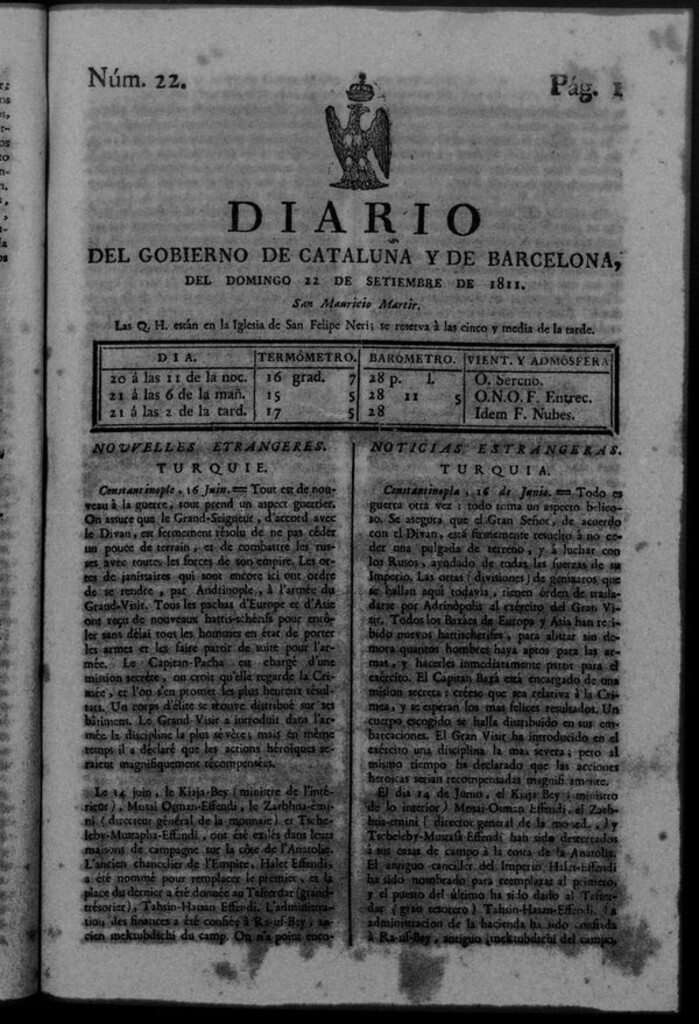 Núm. 22.
Pág. 1
DIARIO
DEL GOBIERNO DE CATALUÑA Y DE BARCELONA,
DEL DOMINGO 22 DE SETIEMBRE DE 1811.
San Mauricio Martir.
Las Q. H. están en la Iglesia de San Felipe Neri; se reserva á las cinco y media de la tarde.
DIA. TERMÓMETRO. BARÓMETRO. VIENT. Y ADMÓSFERA
20 á las 11 de la noc. 16 grad. 7 28 p. l. O. Sereno.
21 á las 6 de la mañ. 15 5 28 11 5 O.N.O. F. Entrec.
21 á las 2 de la tard. 17 5 28 Idem F. Nubes.
NOUVELLES ETRANGERES.
TURQUIE.
Constantinople, 16 Juin. = Tout est de nou-
veau à la guerre, tout prend un aspect guerrier.
On assure que le Grand-Seigneur, d'accord avec
le Divan, est fermement résolu de ne pas céder
un pouce de terrain, et de combattre les rus-
ses avec toutes les forces de son empire. Les or-
tes de janissaires qui sont encore ici ont ordre
de se rendre, par Andrinople, à l'armée du
Grand-Visir. Tous les pachas d'Europe et d'Asie
ont reçu de nouveaux hattis-schérifs pour enrô-
ler sans délai tous les hommes en état de porter
les armes et les faire partir de suite pour l'ar-
mée. Le Capitan-Pacha est chargé d'une
mission secrète, on croit qu'elle regarde la Cri-
mée, et l'on s'en promet les plus heureux résul-
tats. Un corps d'élite se trouve distribué sur ses
bâtiment. Le Grand-Visir a introduit dans l'ar-
mée la discipline la plus sévère; mais en même
temps il a déclaré que les actions héroïques se-
raient magnifiquement récompensées.
Le 14 juin, le Kiaja-Bey (ministre de l'inté-
rieur), Mosai Osman-Effendi, le Zarbhua-emi-
ni (directeur général de la monnaie) et Tsche-
leby-Mustapha-Effendi, ont été exilés dans leurs
maisons de campagne sur la côte de l'Anatolie.
L'ancien chancelier de l'Empire, Halet Effendi,
a été nommé pour remplacer le premier, et la
place du dernier a été donnée au Tefterdar (grand-
trésorier), Tahsin-Hassan Effendi. L'administra-
tion des finances a été confiée à Ra-uf-Bey, an-
cien mektubdschi du camp. On n'a point enco-
NOTICIAS ESTRANGERAS.
TURQUIA.
Constantinopla, 16 de Junio. = Todo es
guerra otra vez: todo toma un aspecto belico-
so. Se asegura que el Gran Señor, de acuerdo
con el Divan, está firmemente resuelto á no ce-
der una pulgada de terreno, y á luchar con
los Rusos, ayudado de todas las fuerzas de su
Imperio. Las ortas (divisiones) de genizaros que
se hallan aquí todavia, tienen órden de trasla-
darse por Adrinópolis al exército del Gran Vi-
sir. Todos los Baxáes de Europa y Asia han re-
bido nuevos hattischerifes, para alistar sin de-
mora quantos hombres haya aptos para las ar-
mas, y hacerles inmediatamente partir para el
exército. El Capitan Baxá está encargado de una
mision secreta: créese que sea relativa á la Cri-
mea, y se esperan los mas felices resultados. Un
cuerpo escogido se halla distribuido en sus em-
barcaciones. El Gran Visir ha introducido en el
exército una disciplina la mas severa; pero al
mismo tiempo ha declarado que las acciones
heroicas serian recompensadas magnificamente.
El dia 14 de Junio, el Kiaja Bey (ministro
de lo interior) Mosai-Osman Effendi, el Zarb-
hua-emini (director general de la moned.,) y
Tscheleby-Mustafá Effendi han sido desterrados
á sus casas de campo á la costa de la Anatolia.
El antiguo canciller del Imperio Halet-Effendi
ha sido nombrado para reemplazar al primero,
y el puesto del último ha sido dado al Tefter-
dar (gran tesorero) Tahsin-Hasan-Effendi. La
administracion de la hacienda ha sido confiada
á Ra-uf-Bey, antiguo mektubdschi del campo,